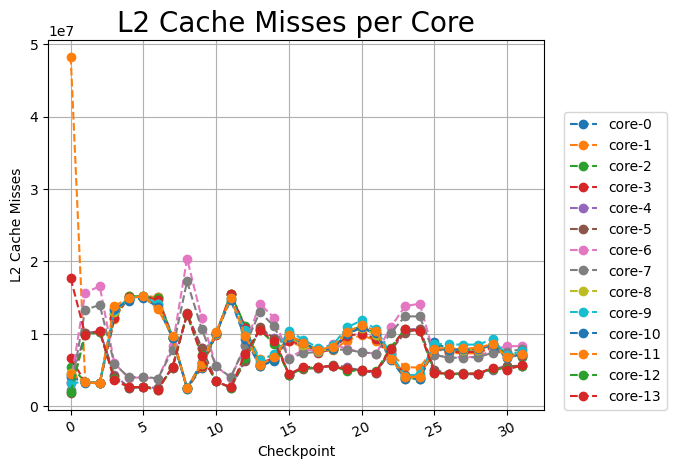 L2 Cache Misses per Core
1e7
5
4
3
2
1
0
L2 Cache Misses
0
5
10
15
20
25
30
Checkpoint
core-0
core-1
core-2
core-3
core-4
core-5
core-6
core-7
core-8
core-9
core-10
core-11
core-12
core-13